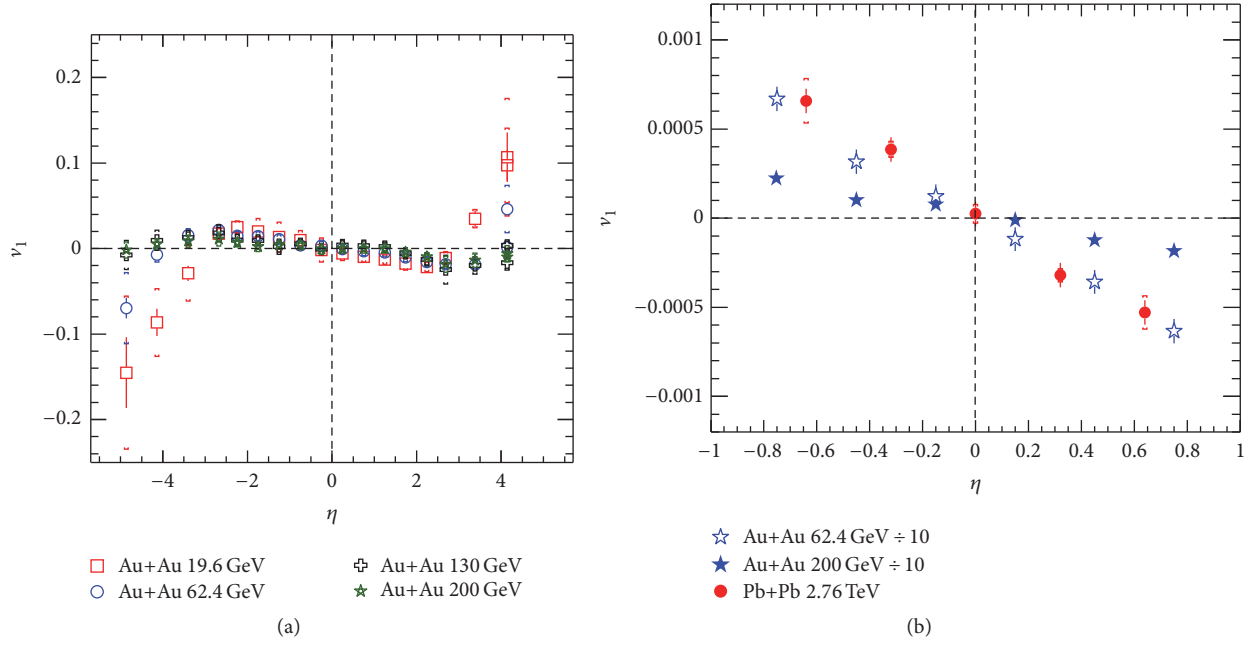 0.2
0.1
0
−0.1
−0.2
ν1
−4
−2
0
2
4
η
Au+Au 19.6 GeV
Au+Au 62.4 GeV
Au+Au 130 GeV
Au+Au 200 GeV
(a)
0.001
0.0005
0
−0.0005
−0.001
ν1
−1
−0.8
−0.6
−0.4
−0.2
0
0.2
0.4
0.6
0.8
1
η
Au+Au 62.4 GeV ÷ 10
Au+Au 200 GeV ÷ 10
Pb+Pb 2.76 TeV
(b)